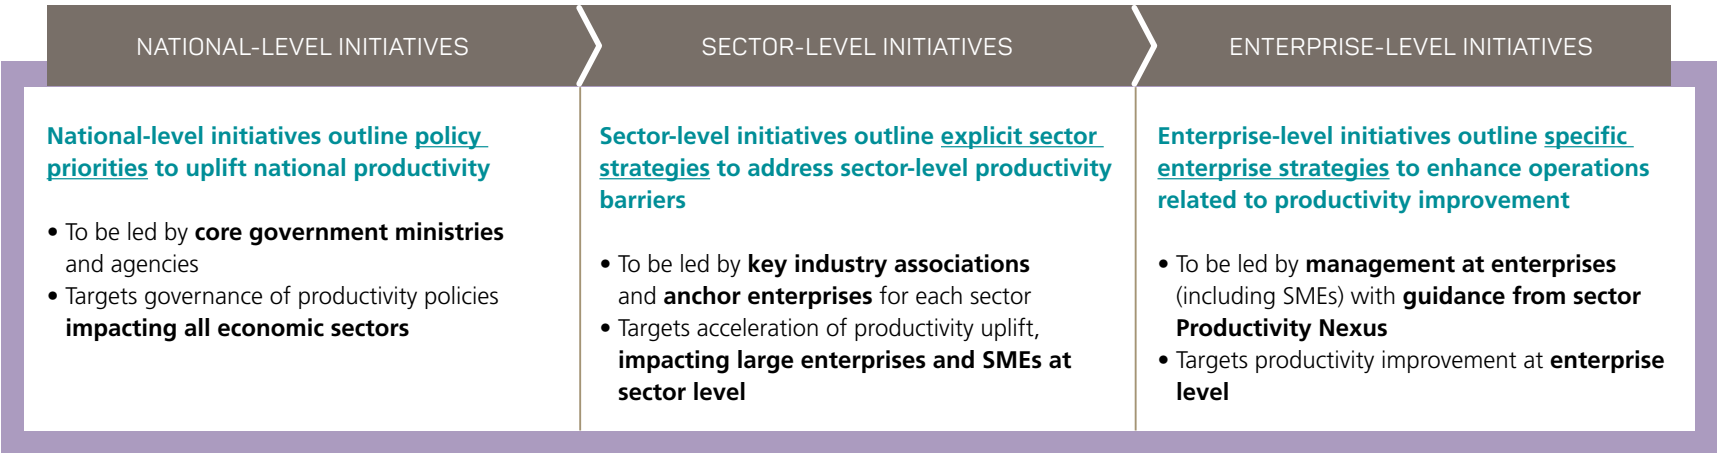 NATIONAL-LEVEL INITIATIVES
SECTOR-LEVEL INITIATIVES
ENTERPRISE-LEVEL INITIATIVES
National-level initiatives outline policy
priorities to uplift national productivity
• To be led by core government ministries
and agencies
• Targets governance of productivity policies
impacting all economic sectors
Sector-level initiatives outline explicit sector
strategies to address sector-level productivity
barriers
• To be led by key industry associations
and anchor enterprises for each sector
• Targets acceleration of productivity uplift,
impacting large enterprises and SMEs at
sector level
Enterprise-level initiatives outline specific
enterprise strategies to enhance operations
related to productivity improvement
• To be led by management at enterprises
(including SMEs) with guidance from sector
Productivity Nexus
• Targets productivity improvement at enterprise
level